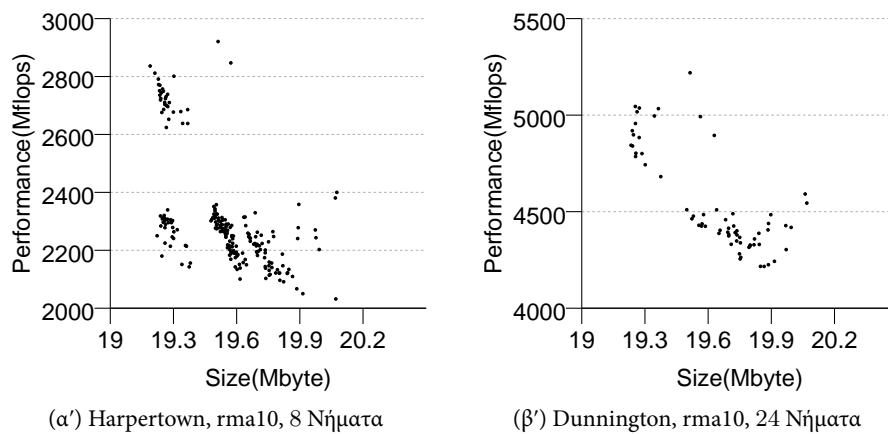 3000
2800
2600
2400
2200
2000
Performance(Mflops)
19 19.3 19.6 19.9 20.2
Size(Mbyte)
(αʹ) Harpertown, rma10, 8 Νήματα
5500
5000
4500
4000
Performance(Mflops)
19 19.3 19.6 19.9 20.2
Size(Mbyte)
(βʹ) Dunnington, rma10, 24 Νήματα